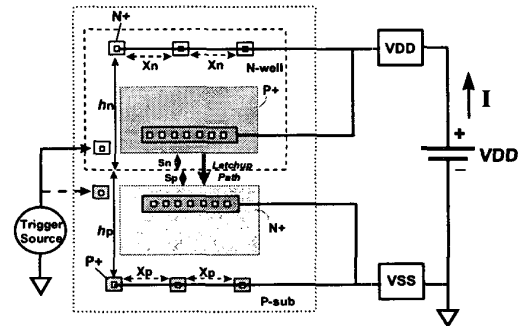 N+
Xn
Xn
N-well
VDD
P+
I
hn
+
VDD
−
Sn
Sp
Latchup
Path
Trigger
Source
hp
N+
P+
Xp
Xp
P-sub
VSS